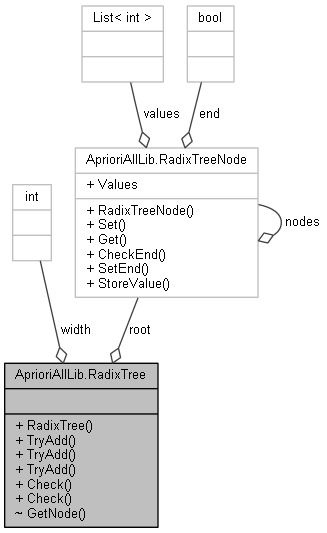 List< int >
bool
values
end
AprioriAllLib.RadixTreeNode
+ Values
+ RadixTreeNode()
+ Set()
+ Get()
+ CheckEnd()
+ SetEnd()
+ StoreValue()
nodes
int
width
root
AprioriAllLib.RadixTree
+ RadixTree()
+ TryAdd()
+ TryAdd()
+ TryAdd()
+ Check()
+ Check()
~ GetNode()